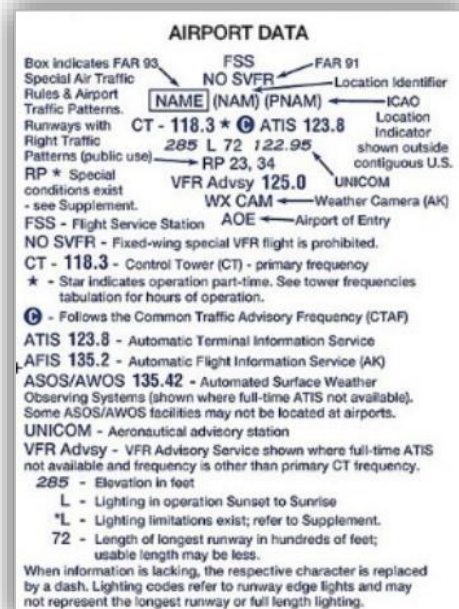 AIRPORT DATA
Box indicates FAR 93
Special Air Traffic
Rules & Airport
Traffic Patterns.
Runways with
Right Traffic
Patterns (public use)
RP * Special
conditions exist
- see Supplement.
FSS
FAR 91
NO SVFR
Location Identifier
NAME (NAM) (PNAM)
ICAO
Location
Indicator
shown outside
contiguous U.S.
CT - 118.3 ★ C ATIS 123.8
285 L 72 122.95
RP 23, 34
UNICOM
VFR Advsy 125.0
WX CAM
Weather Camera (AK)
AOE
Airport of Entry
FSS - Flight Service Station
NO SVFR - Fixed-wing special VFR flight is prohibited.
CT - 118.3 - Control Tower (CT) - primary frequency
★ - Star indicates operation part-time. See tower frequencies
tabulation for hours of operation.
C - Follows the Common Traffic Advisory Frequency (CTAF)
ATIS 123.8 - Automatic Terminal Information Service
AFIS 135.2 - Automatic Flight Information Service (AK)
ASOS/AWOS 135.42 - Automated Surface Weather
Observing Systems (shown where full-time ATIS not available).
Some ASOS/AWOS facilities may not be located at airports.
UNICOM - Aeronautical advisory station
VFR Advsy - VFR Advisory Service shown where full-time ATIS
not available and frequency is other than primary CT frequency.
285 - Elevation in feet
L - Lighting in operation Sunset to Sunrise
*L - Lighting limitations exist; refer to Supplement.
72 - Length of longest runway in hundreds of feet;
usable length may be less.
When information is lacking, the respective character is replaced
by a dash. Lighting codes refer to runway edge lights and may
not represent the longest runway or full length lighting.